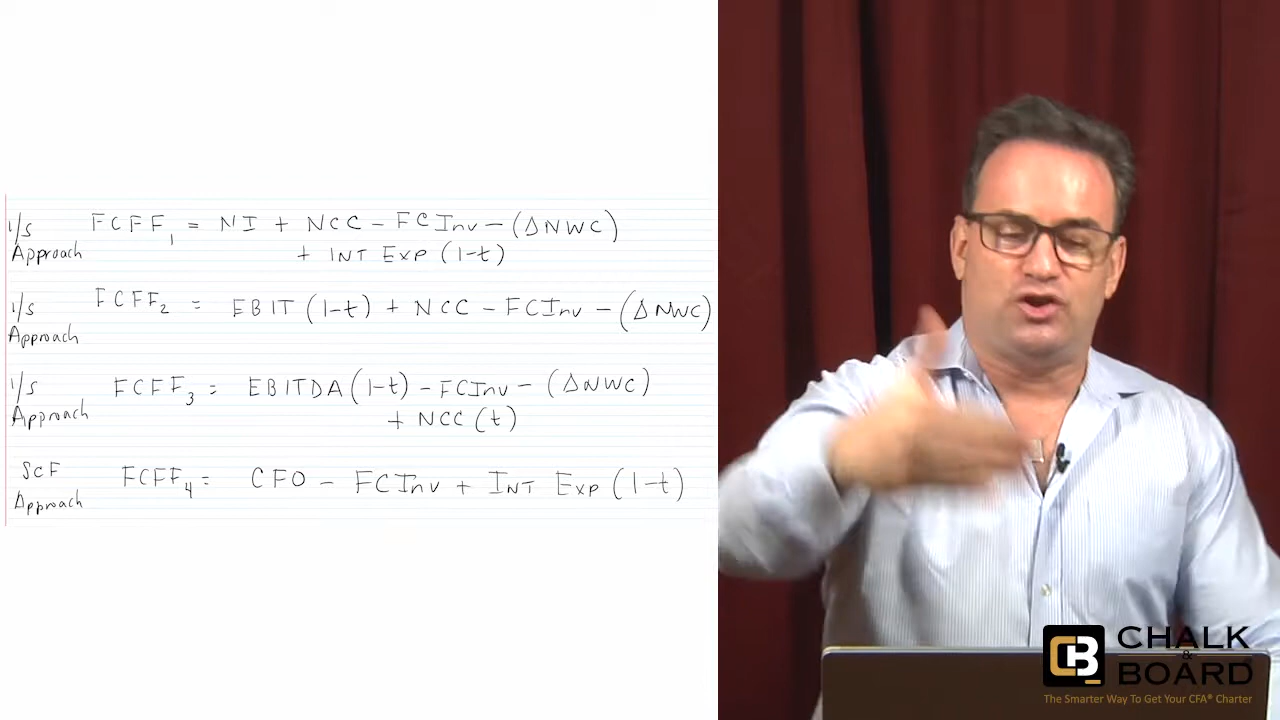 I/S Approach FCFF₁ = NI + NCC - FCInv - (ΔNWC)
+ INT EXP (1-t)
I/S Approach FCFF₂ = EBIT (1-t) + NCC - FCInv - (ΔNWC)
I/S Approach FCFF₃ = EBITDA (1-t) - FCInv - (ΔNWC)
+ NCC (t)
SCF Approach FCFF₄ = CFO - FCInv + INT EXP (1-t)
CB
CHALK
&
BOARD
The Smarter Way To Get Your CFA® Charter